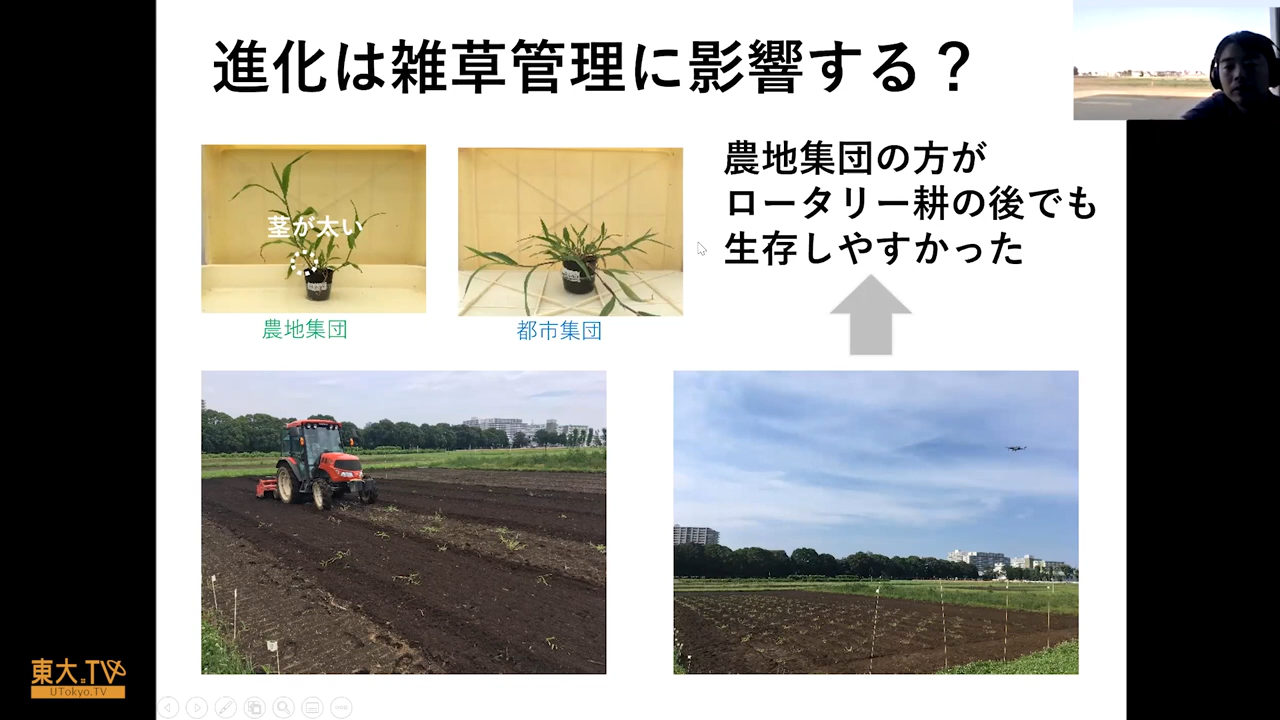 進化は雑草管理に影響する？
茎が太い
農地集団
都市集団
農地集団の方が
ロータリー耕の後でも
生存しやすかった
東大.TV
UTokyo.TV